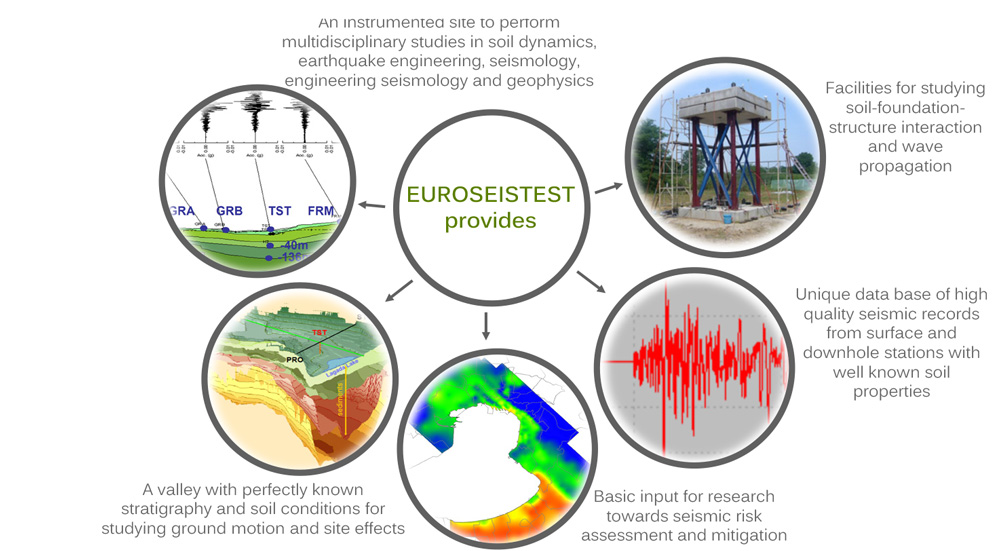 An instrumented site to perform
multidisciplinary studies in soil dynamics,
earthquake engineering, seismology,
engineering seismology and geophysics
Facilities for studying
soil-foundation-
structure interaction
and wave
propagation
EUROSEISTEST
provides
GRA GRB TST FRM
-40m
-136
Unique data base of high
quality seismic records
from surface and
downhole stations with
well known soil
properties
TST
PRO
Lagada Lake
sediments
A valley with perfectly known
stratigraphy and soil conditions for
studying ground motion and site effects
Basic input for research
towards seismic risk
assessment and mitigation